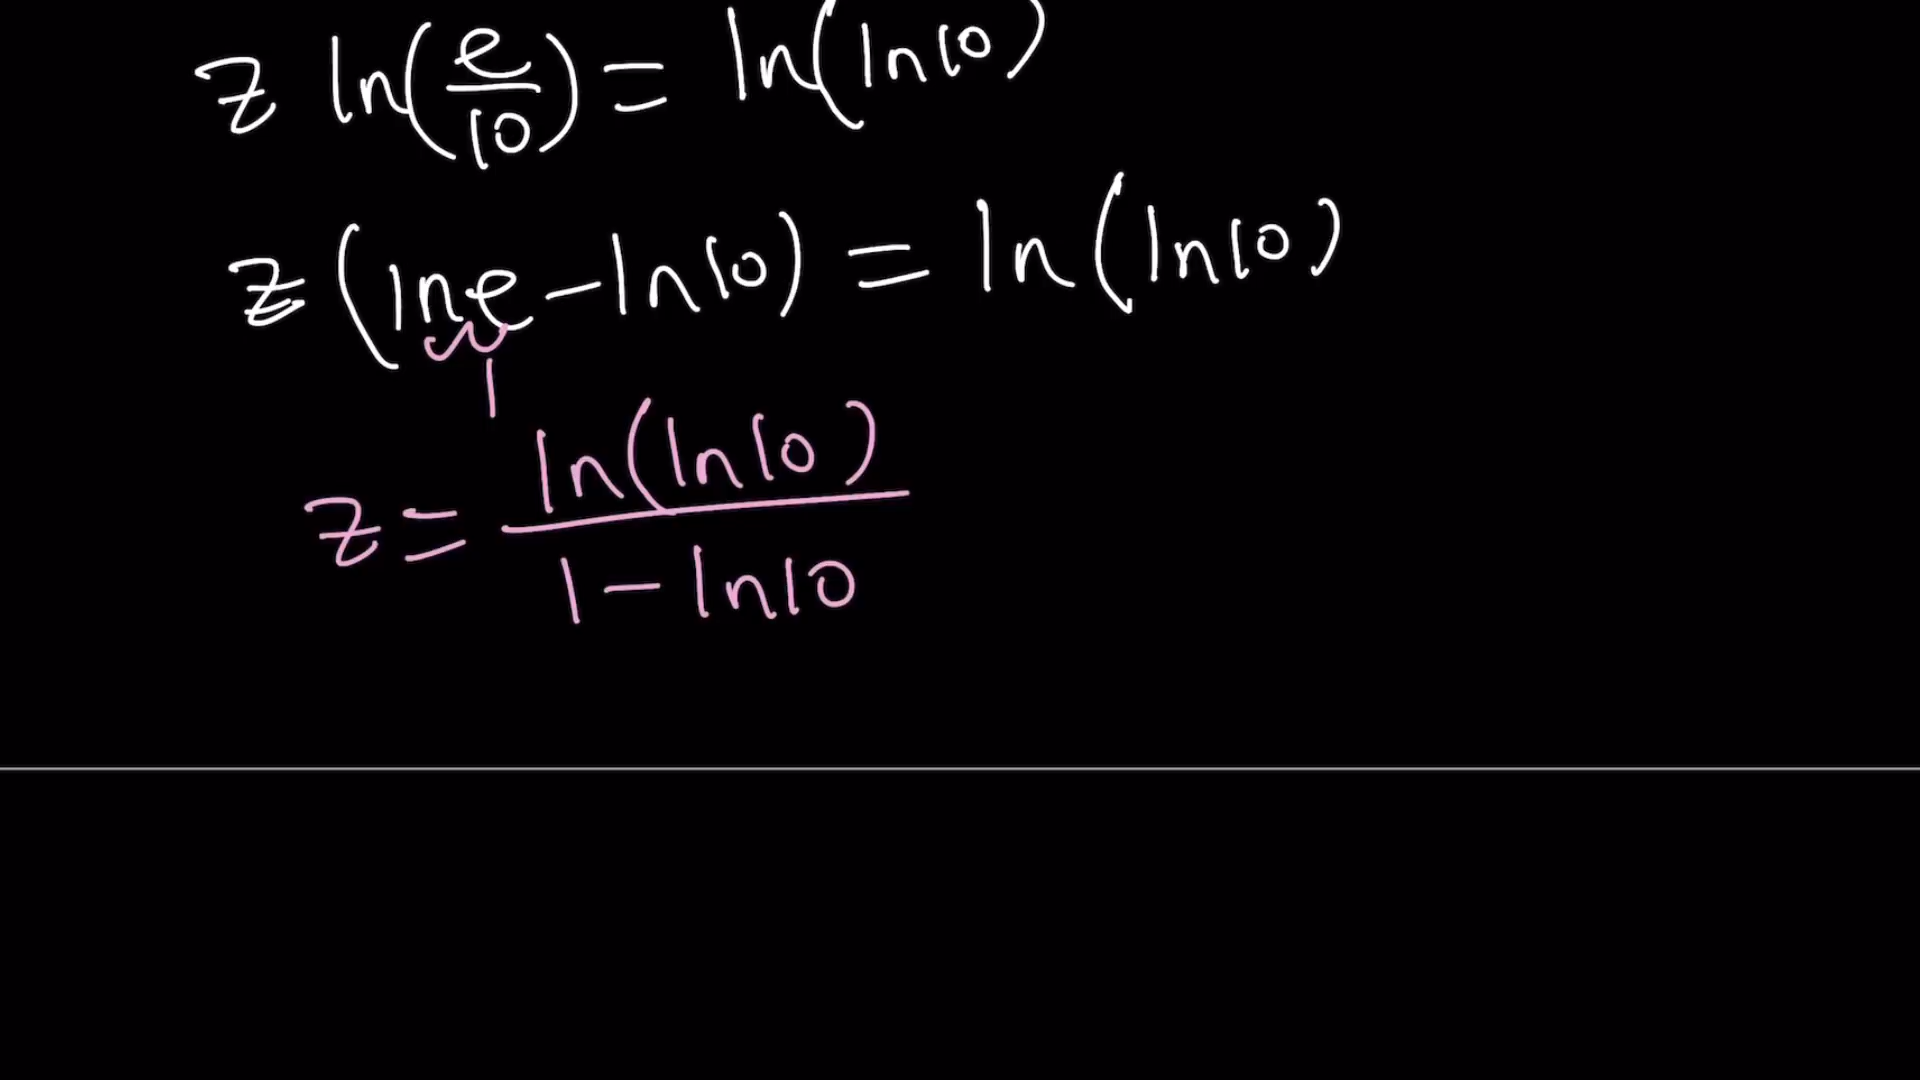 z ln(e/10) = ln(ln10)
z(lne - ln10) = ln(ln10)
1
z = ln(ln10)/1 - ln10